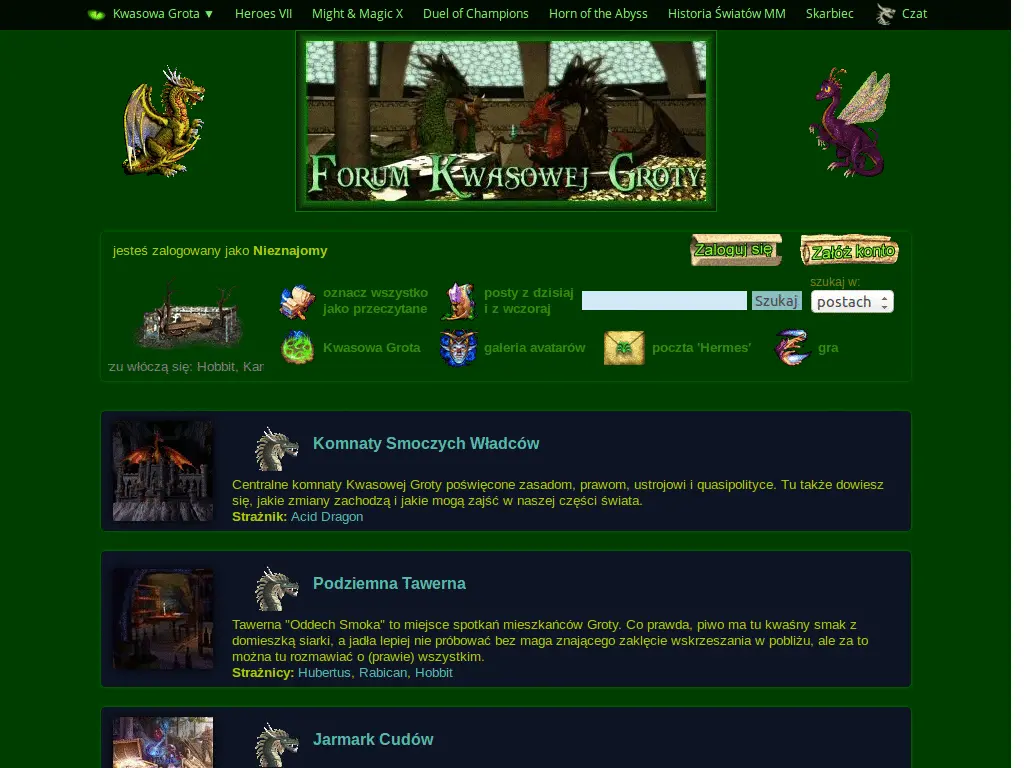 Kwasowa Grota ▼ Heroes VII Might & Magic X Duel of Champions Horn of the Abyss Historia Światów MM Skarbiec Czat
Forum Kwasowej Groty
jesteś zalogowany jako Nieznajomy
Zaloguj się Załóż konto
oznacz wszystko
jako przeczytane
posty z dzisiaj
i z wczoraj
Szukaj
szukaj w:
postach
Kwasowa Grota galeria avatarów poczta 'Hermes' gra
zu włóczą się: Hobbit, Kar
Komnaty Smoczych Władców
Centralne komnaty Kwasowej Groty poświęcone zasadom, prawom, ustrojowi i quasipolityce. Tu także dowiesz
się, jakie zmiany zachodzą i jakie mogą zajść w naszej części świata.
Strażnik: Acid Dragon
Podziemna Tawerna
Tawerna "Oddech Smoka" to miejsce spotkań mieszkańców Groty. Co prawda, piwo ma tu kwaśny smak z
domieszką siarki, a jadła lepiej nie próbować bez maga znającego zaklęcie wskrzeszania w pobliżu, ale za to
można tu rozmawiać o (prawie) wszystkim.
Strażnicy: Hubertus, Rabican, Hobbit
Jarmark Cudów